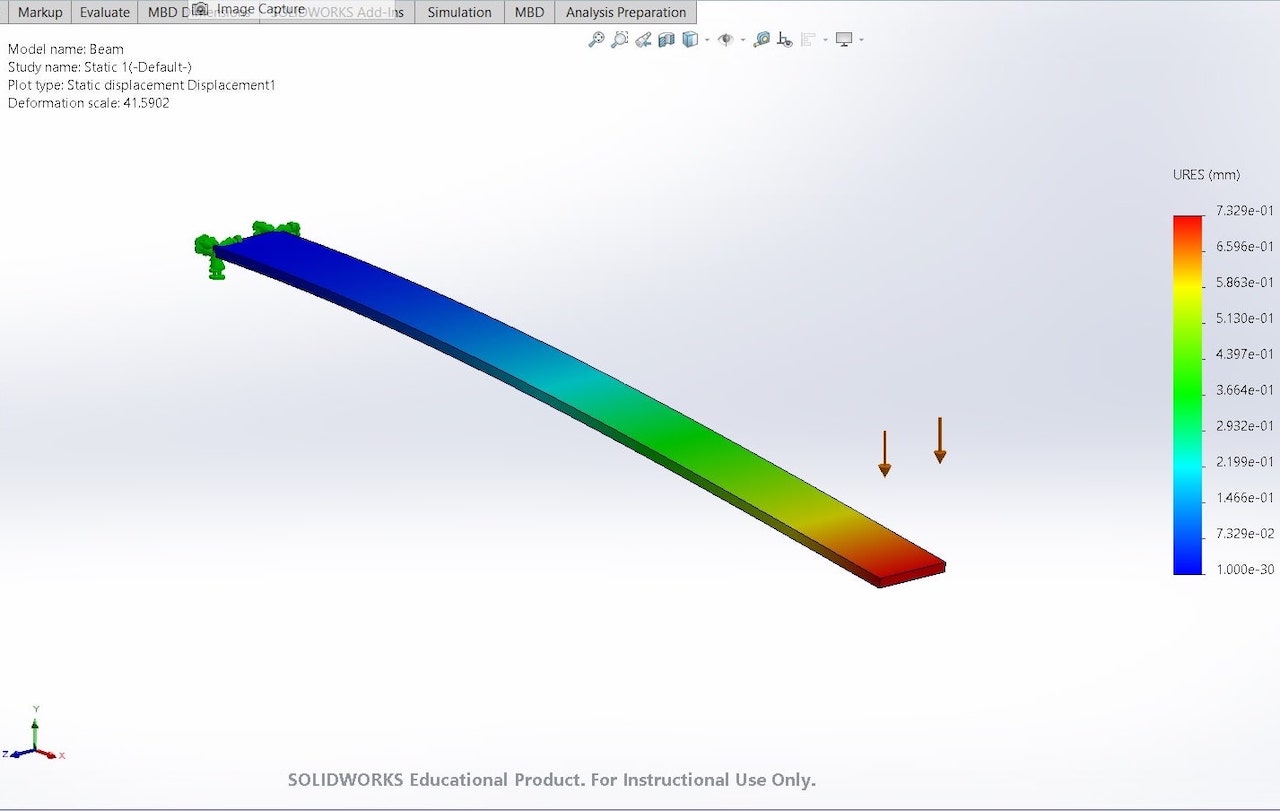 Markup Evaluate MBD Dimensions SOLIDWORKS Add-Ins Simulation MBD Analysis Preparation
Image Capture
Model name: Beam
Study name: Static 1(-Default-)
Plot type: Static displacement Displacement1
Deformation scale: 41.5902
URES (mm)
7.329e-01
6.596e-01
5.863e-01
5.130e-01
4.397e-01
3.664e-01
2.932e-01
2.199e-01
1.466e-01
7.329e-02
1.000e-30
Y
Z
X
SOLIDWORKS Educational Product. For Instructional Use Only.